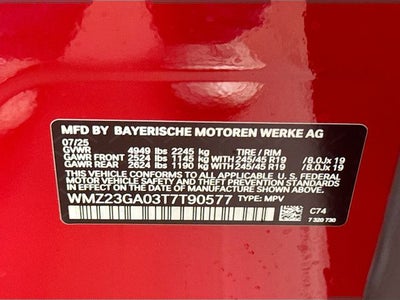 MFD BY BAYERISCHE MOTOREN WERKE AG
07/25
GVWR 4949 lbs 2245 kg TIRE / RIM
GAWR FRONT 2524 lbs 1145 kg WITH 245/45 R19 /8.0Jx 19
GAWR REAR 2624 lbs 1190 kg WITH 245/45 R19 /8.0Jx 19
THIS VEHICLE CONFORMS TO ALL APPLICABLE
U.S. FEDERAL MOTOR VEHICLE SAFETY STANDARDS
IN EFFECT ON THE DATE OF MANUFACTURE SHOWN ABOVE.
WMZ23GA03T7T90577 TYPE: MPV C74
7 320 730